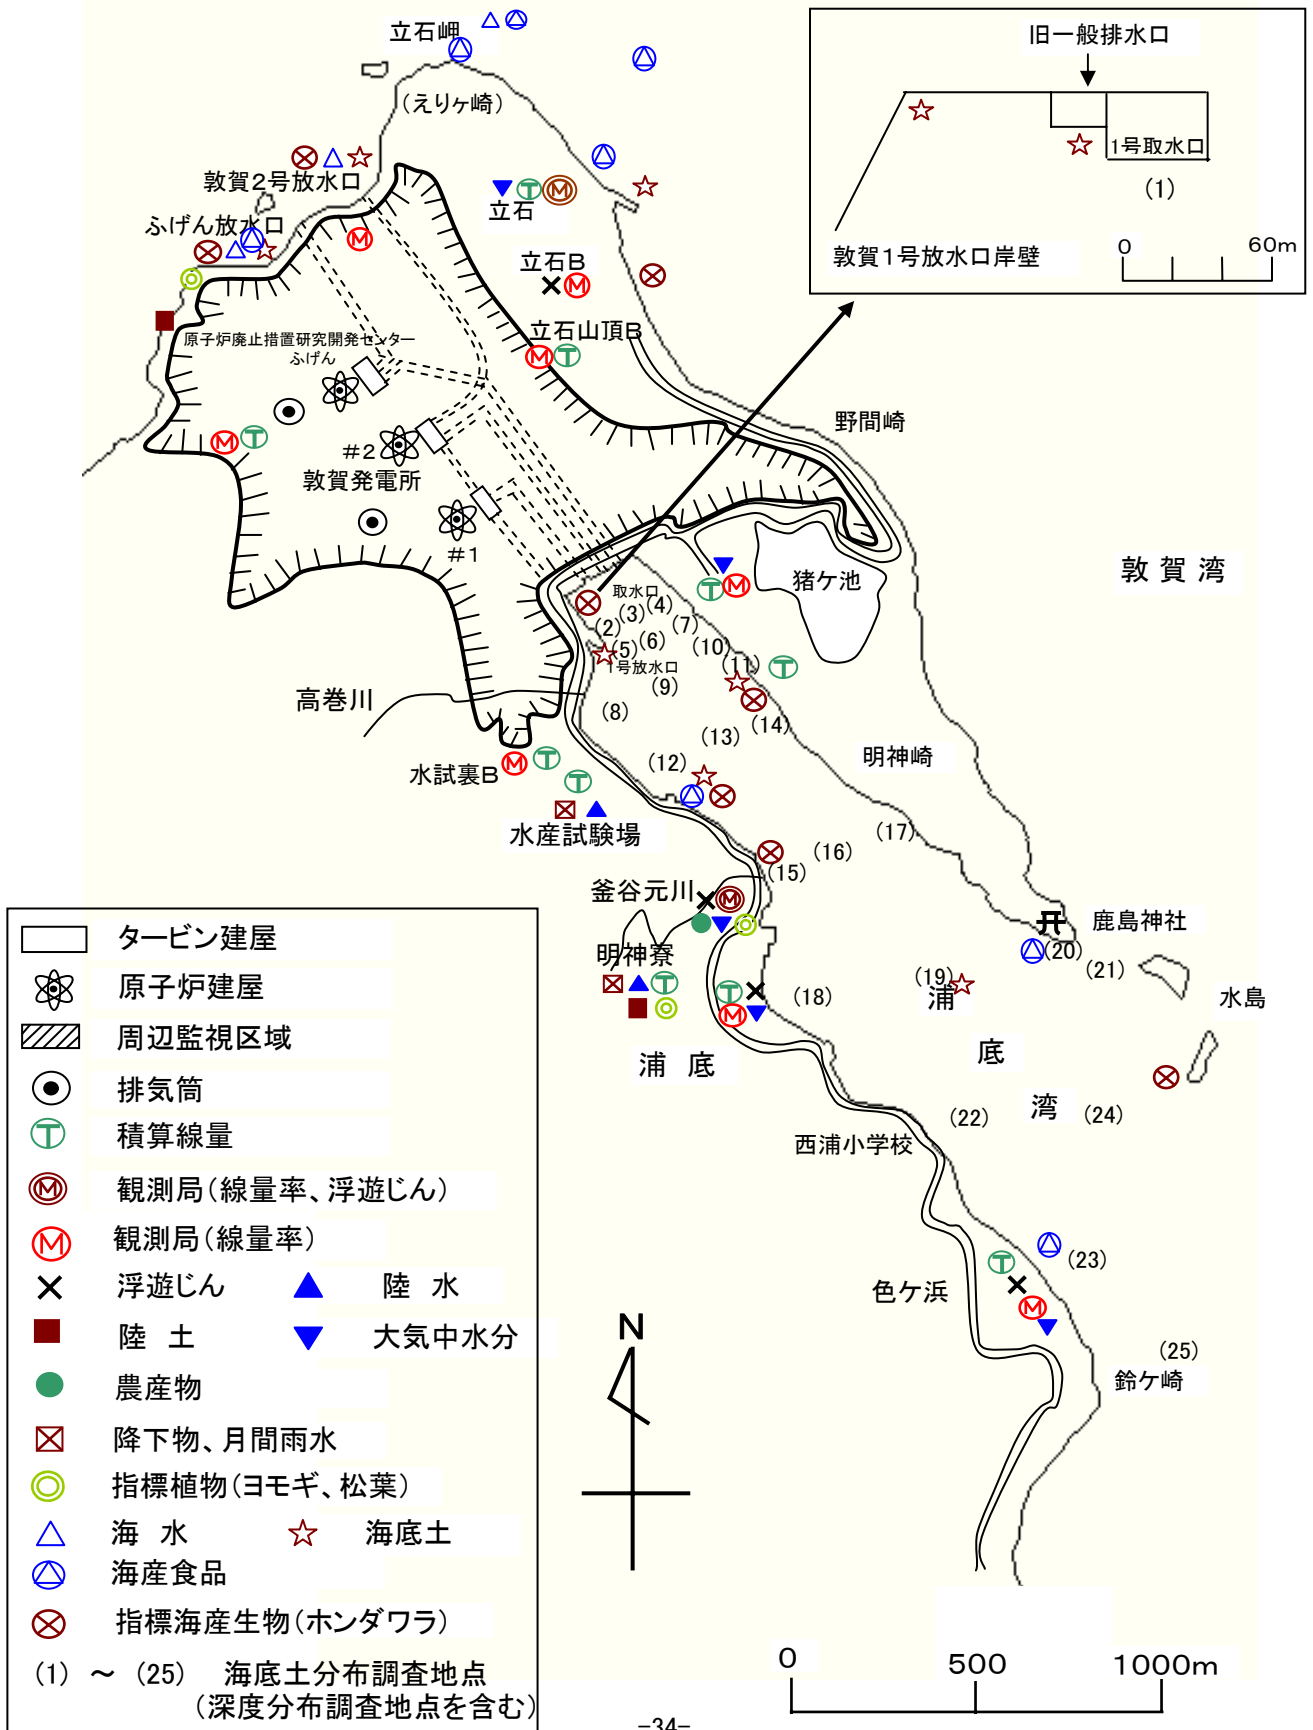 立石岬
(えりヶ崎)
敦賀2号放水口
ふげん放水口
立石
立石B
立石山頂B
旧一般排水口
1号取水口
(1)
敦賀1号放水口岸壁
0 60m
原子炉廃止措置研究開発センター
ふげん
#2
敦賀発電所
#1
野間崎
敦賀湾
猪ケ池
取水口
(2)
(3)
(4)
(5)
(6)
(7)
1号放水口
(8)
(9)
(10)
(11)
(12)
(13)
(14)
高巻川
水試裏B
水産試験場
明神崎
(15)
(16)
(17)
釜谷元川
明神寮
鹿島神社
(18)
(19)
(20)
(21)
水島
浦底
浦
底
湾
(22)
(24)
西浦小学校
(23)
色ケ浜
(25)
鈴ケ崎
N
タービン建屋
原子炉建屋
周辺監視区域
排気筒
積算線量
観測局(線量率、浮遊じん)
観測局(線量率)
浮遊じん 陸 水
陸 土 大気中水分
農産物
降下物、月間雨水
指標植物(ヨモギ、松葉)
海 水 海底土
海産食品
指標海産生物(ホンダワラ)
(1) ~ (25) 海底土分布調査地点
(深度分布調査地点を含む)
0 500 1000m
-34-